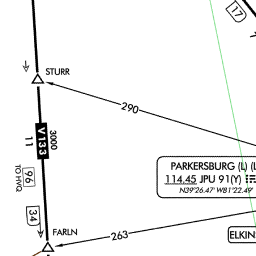 17
STURR
290
3000
V133
11
TO HVQ
96
PARKERSBURG (L) (L
114.45 JPU 91(Y)
N39°26.47' W81°22.49'
34
FARLN
263
ELKIN